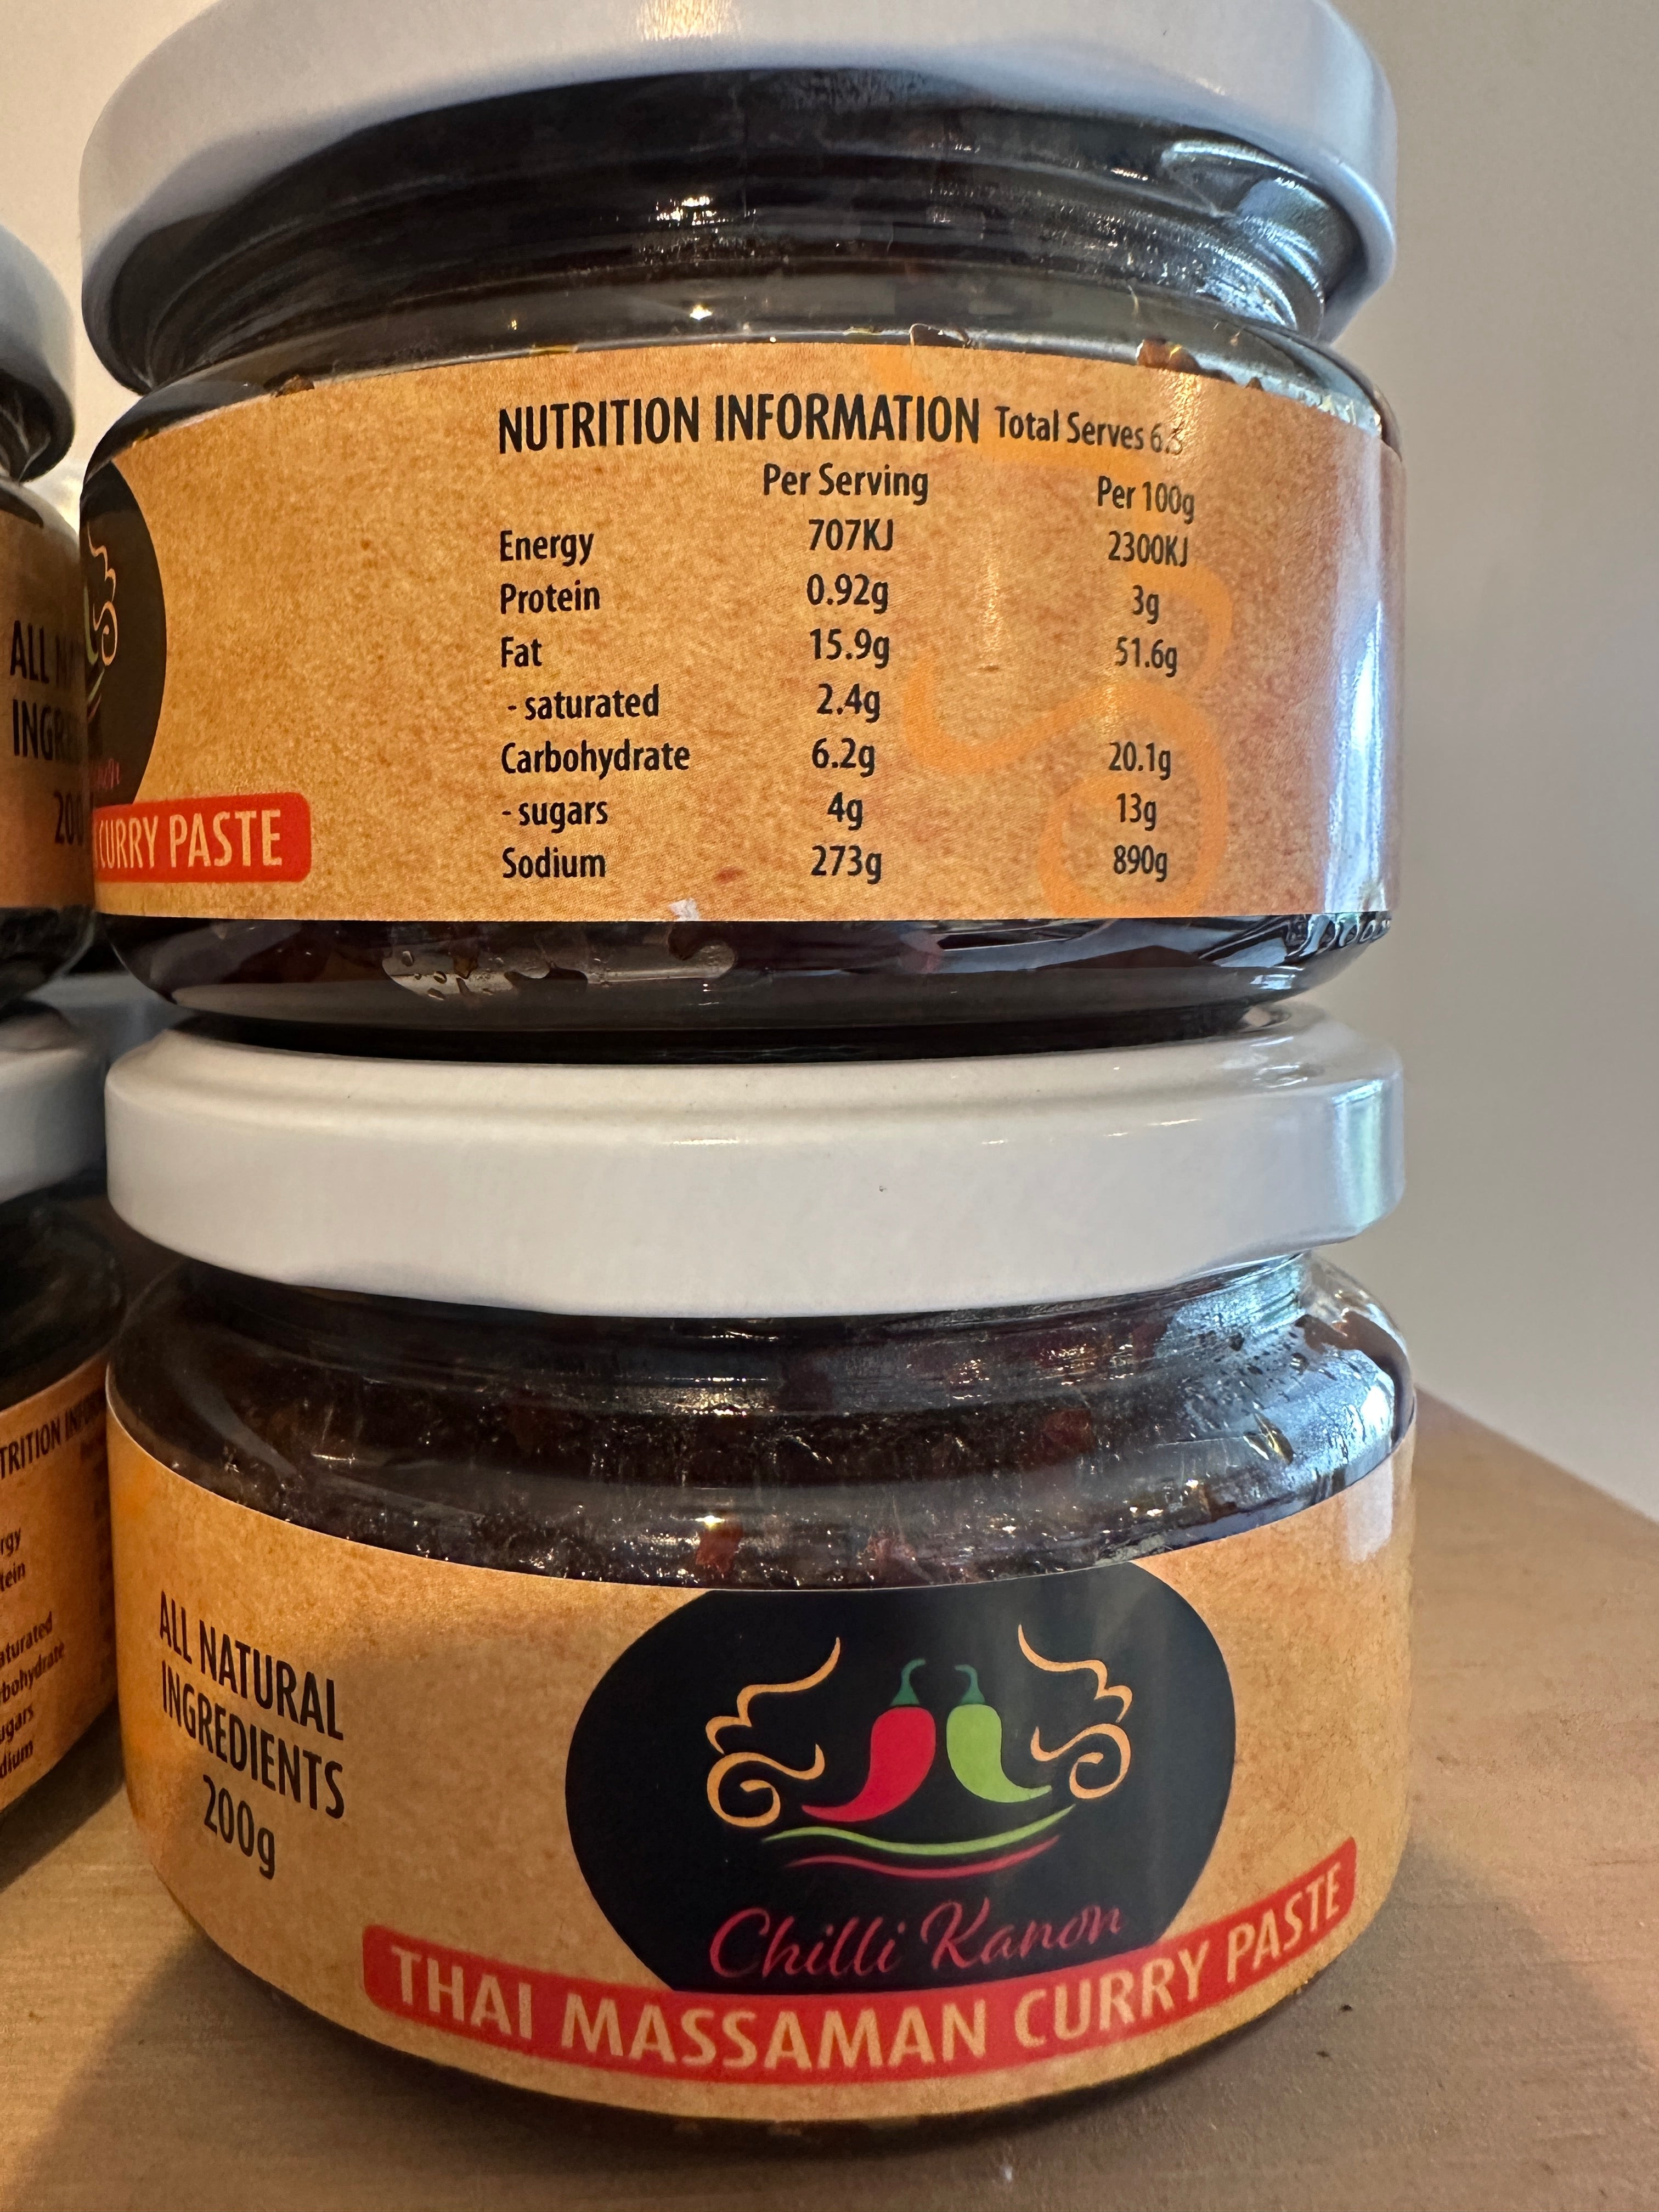 NUTRITION INFORMATION Total Serves 6.5
Per Serving Per 100g
Energy 707KJ 2300KJ
Protein 0.92g 3g
Fat 15.9g 51.6g
- saturated 2.4g
Carbohydrate 6.2g 20.1g
- sugars 4g 13g
Sodium 273g 890g
CURRY PASTE
ALL
200
ALL NATURAL
INGREDIENTS
200g
Chilli Kanon
THAI MASSAMAN CURRY PASTE